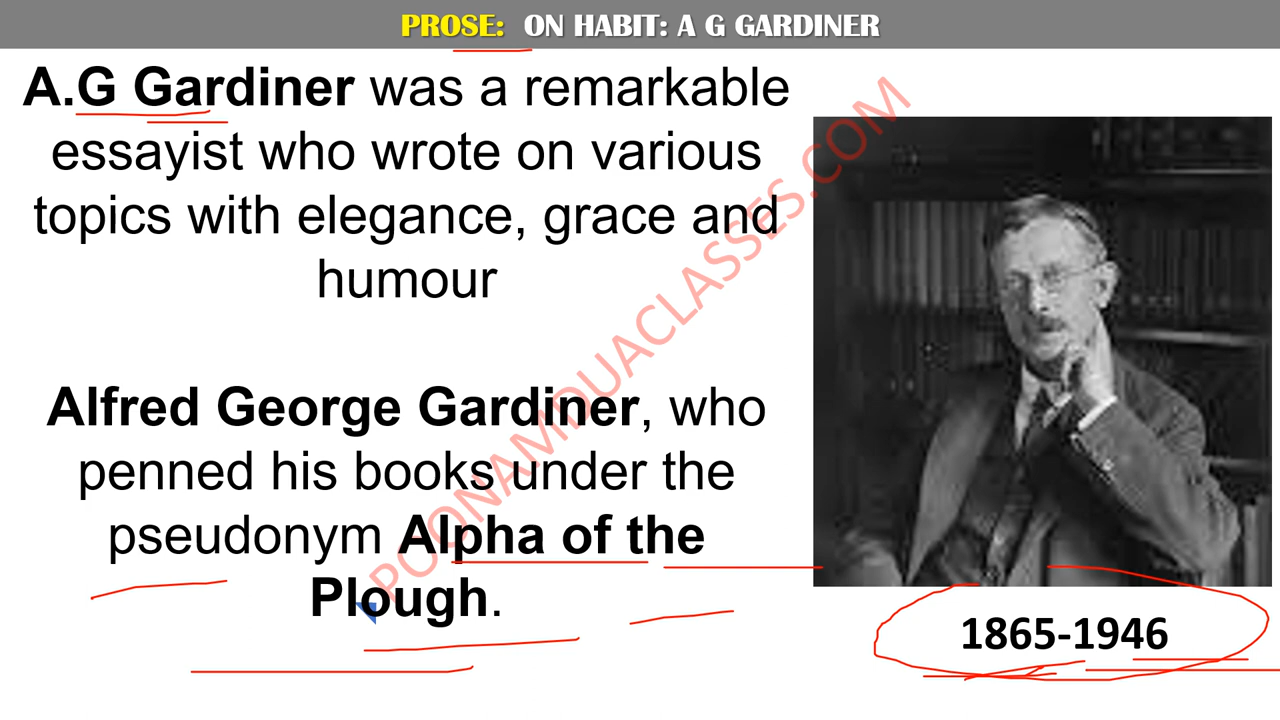 PROSE: ON HABIT: A G GARDINER
A.G Gardiner was a remarkable
essayist who wrote on various
topics with elegance, grace and
humour
Alfred George Gardiner, who
penned his books under the
pseudonym Alpha of the
Plough.
1865-1946
POONAMDUACLASSES.COM